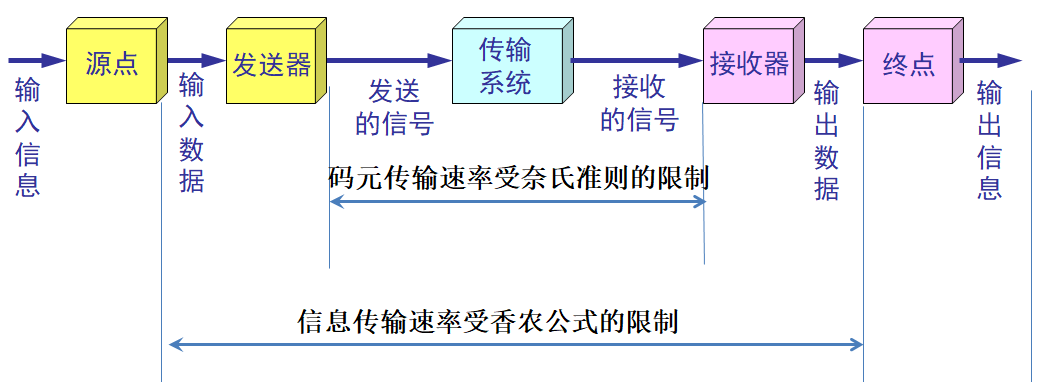 源点
发送器
传输
系统
接收器
终点
输入信息
输入数据
发送
的信号
接收
的信号
输出数据
输出信息
码元传输速率受奈氏准则的限制
信息传输速率受香农公式的限制